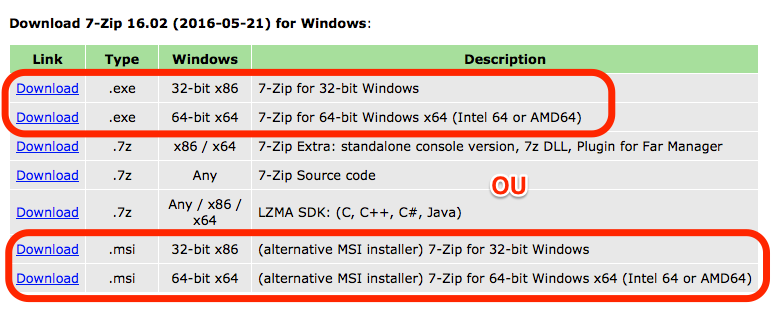 Download 7-Zip 16.02 (2016-05-21) for Windows:
Link Type Windows Description
Download .exe 32-bit x86 7-Zip for 32-bit Windows
Download .exe 64-bit x64 7-Zip for 64-bit Windows x64 (Intel 64 or AMD64)
Download .7z x86 / x64 7-Zip Extra: standalone console version, 7z DLL, Plugin for Far Manager
Download .7z Any 7-Zip Source code
OU
Download .7z Any / x86 / x64 LZMA SDK: (C, C++, C#, Java)
Download .msi 32-bit x86 (alternative MSI installer) 7-Zip for 32-bit Windows
Download .msi 64-bit x64 (alternative MSI installer) 7-Zip for 64-bit Windows x64 (Intel 64 or AMD64)